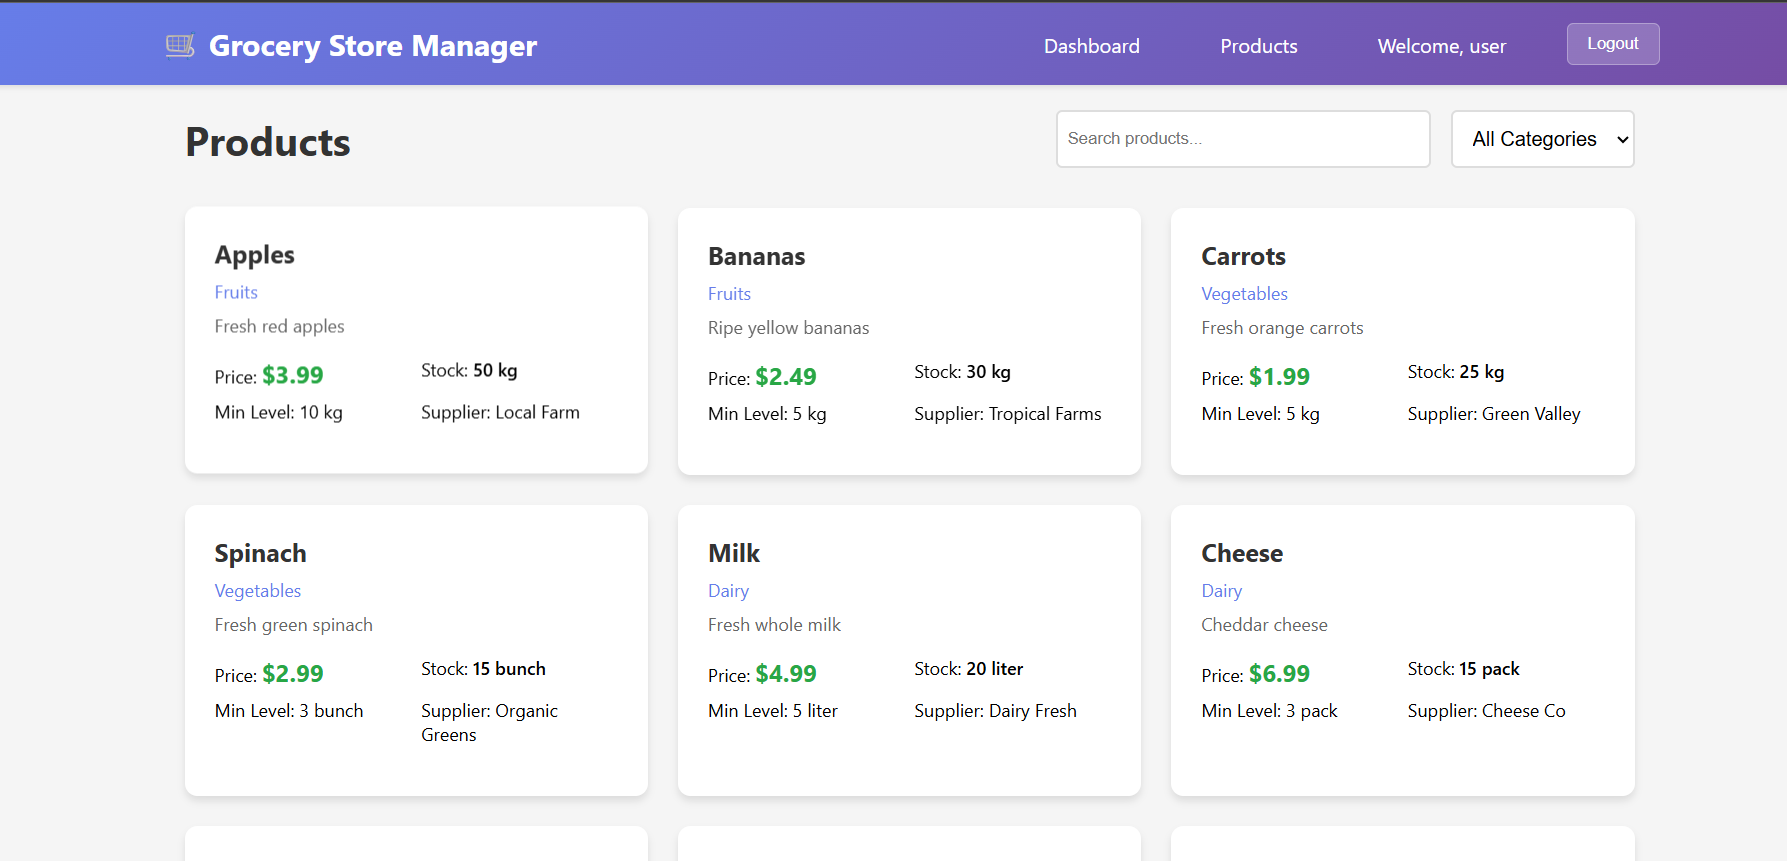 Grocery Store Manager
Dashboard
Products
Welcome, user
Logout
Products
Search products...
All Categories
Apples
Fruits
Fresh red apples
Price: $3.99
Stock: 50 kg
Min Level: 10 kg
Supplier: Local Farm
Bananas
Fruits
Ripe yellow bananas
Price: $2.49
Stock: 30 kg
Min Level: 5 kg
Supplier: Tropical Farms
Carrots
Vegetables
Fresh orange carrots
Price: $1.99
Stock: 25 kg
Min Level: 5 kg
Supplier: Green Valley
Spinach
Vegetables
Fresh green spinach
Price: $2.99
Stock: 15 bunch
Min Level: 3 bunch
Supplier: Organic
Greens
Milk
Dairy
Fresh whole milk
Price: $4.99
Stock: 20 liter
Min Level: 5 liter
Supplier: Dairy Fresh
Cheese
Dairy
Cheddar cheese
Price: $6.99
Stock: 15 pack
Min Level: 3 pack
Supplier: Cheese Co